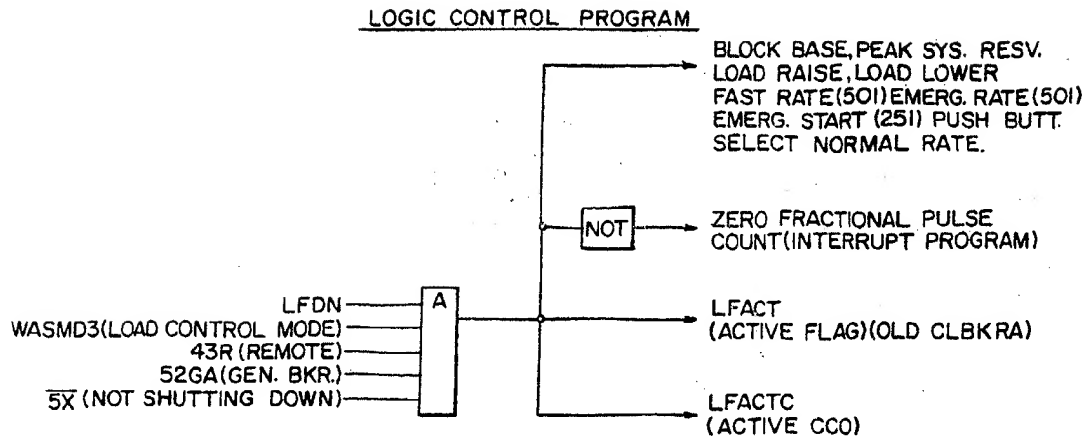 LOGIC CONTROL PROGRAM
BLOCK BASE, PEAK SYS. RESV.
LOAD RAISE, LOAD LOWER
FAST RATE(501) EMERG. RATE(501)
EMERG. START (251) PUSH BUTT.
SELECT NORMAL RATE.
NOT
ZERO FRACTIONAL PULSE
COUNT(INTERRUPT PROGRAM)
A
LFDN
WASMD3(LOAD CONTROL MODE)
43R(REMOTE)
52GA(GEN. BKR.)
5X̅ (NOT SHUTTING DOWN)
LFACT
(ACTIVE FLAG)(OLD CLBKRA)
LFACTC
(ACTIVE CCO)